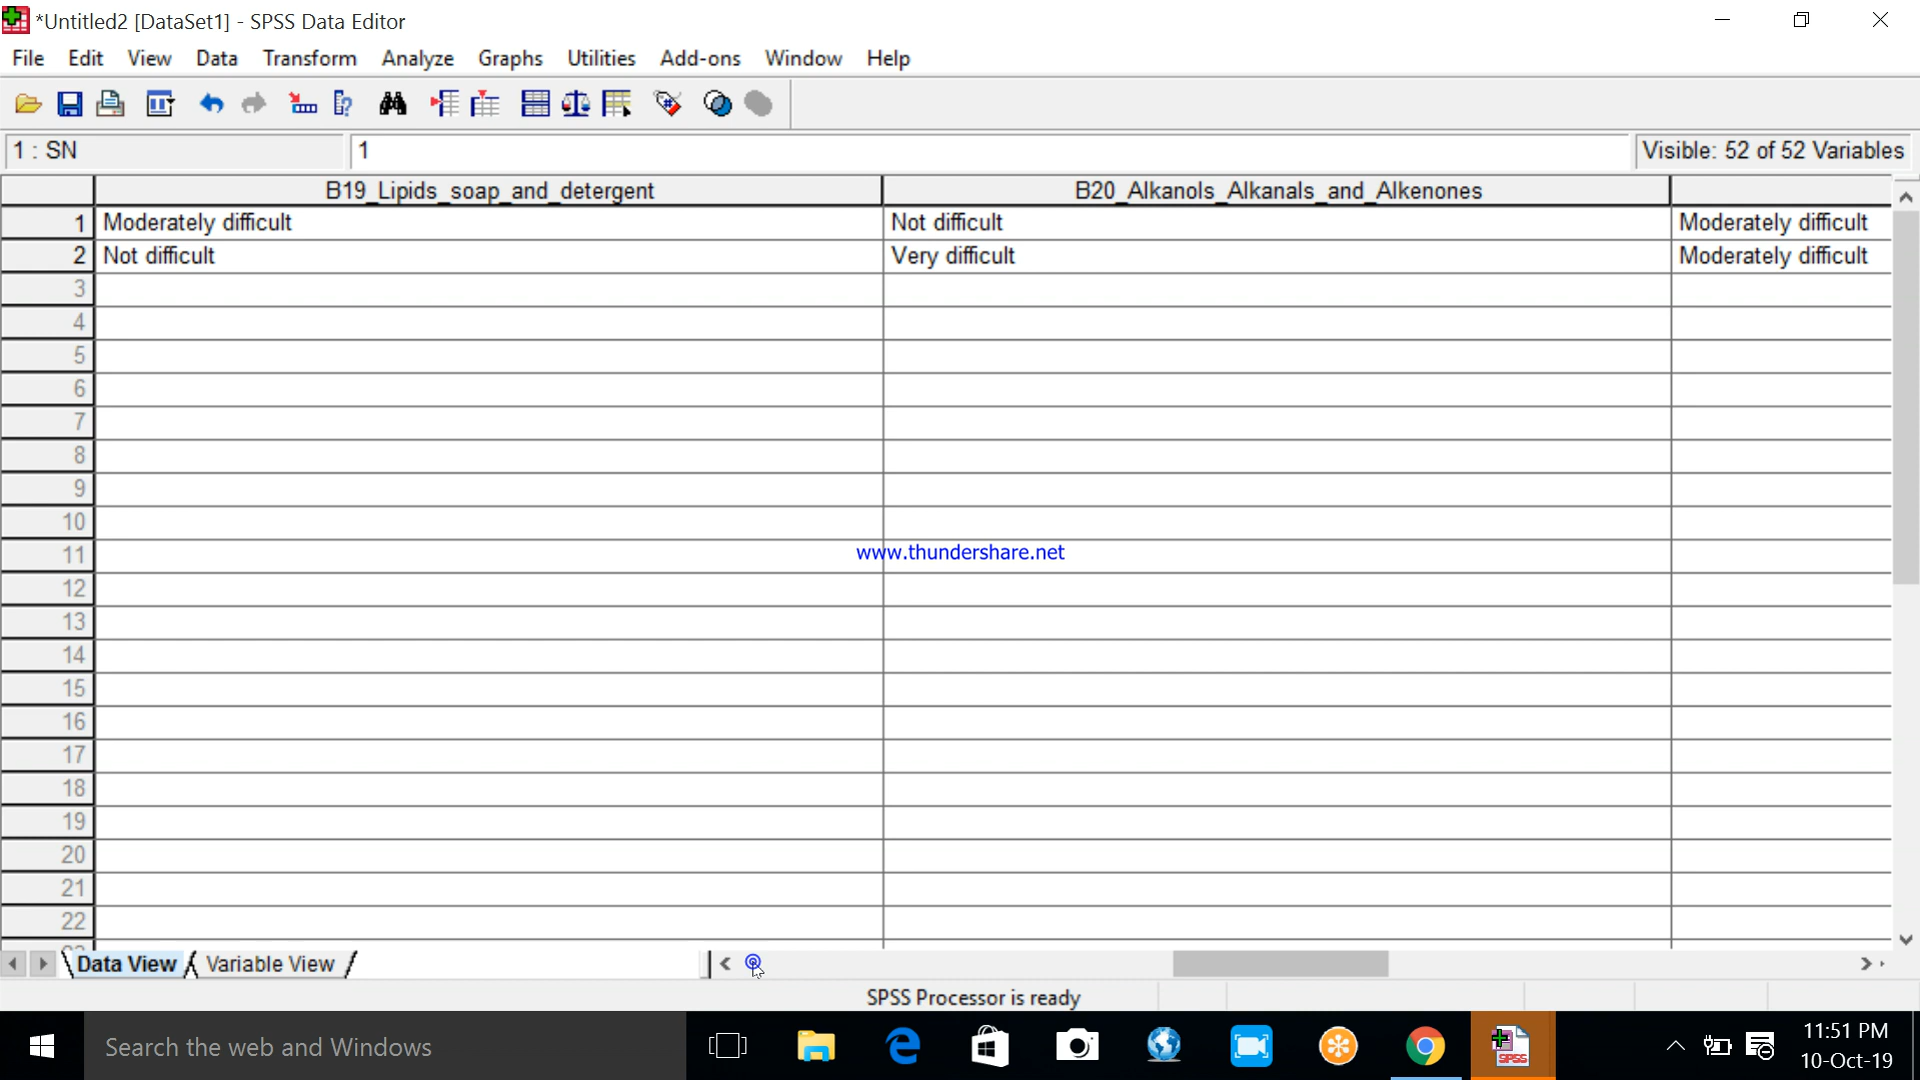 *Untitled2 [DataSet1] - SPSS Data Editor
File Edit View Data Transform Analyze Graphs Utilities Add-ons Window Help
1 : SN 1 Visible: 52 of 52 Variables
B19_Lipids_soap_and_detergent B20_Alkanols_Alkanals_and_Alkenones
1 Moderately difficult Not difficult Moderately difficult
2 Not difficult Very difficult Moderately difficult
3
4
5
6
7
8
9
10
11
www.thundershare.net
12
13
14
15
16
17
18
19
20
21
22
Data View Variable View
SPSS Processor is ready
Search the web and Windows
SPSS
11:51 PM
10-Oct-19